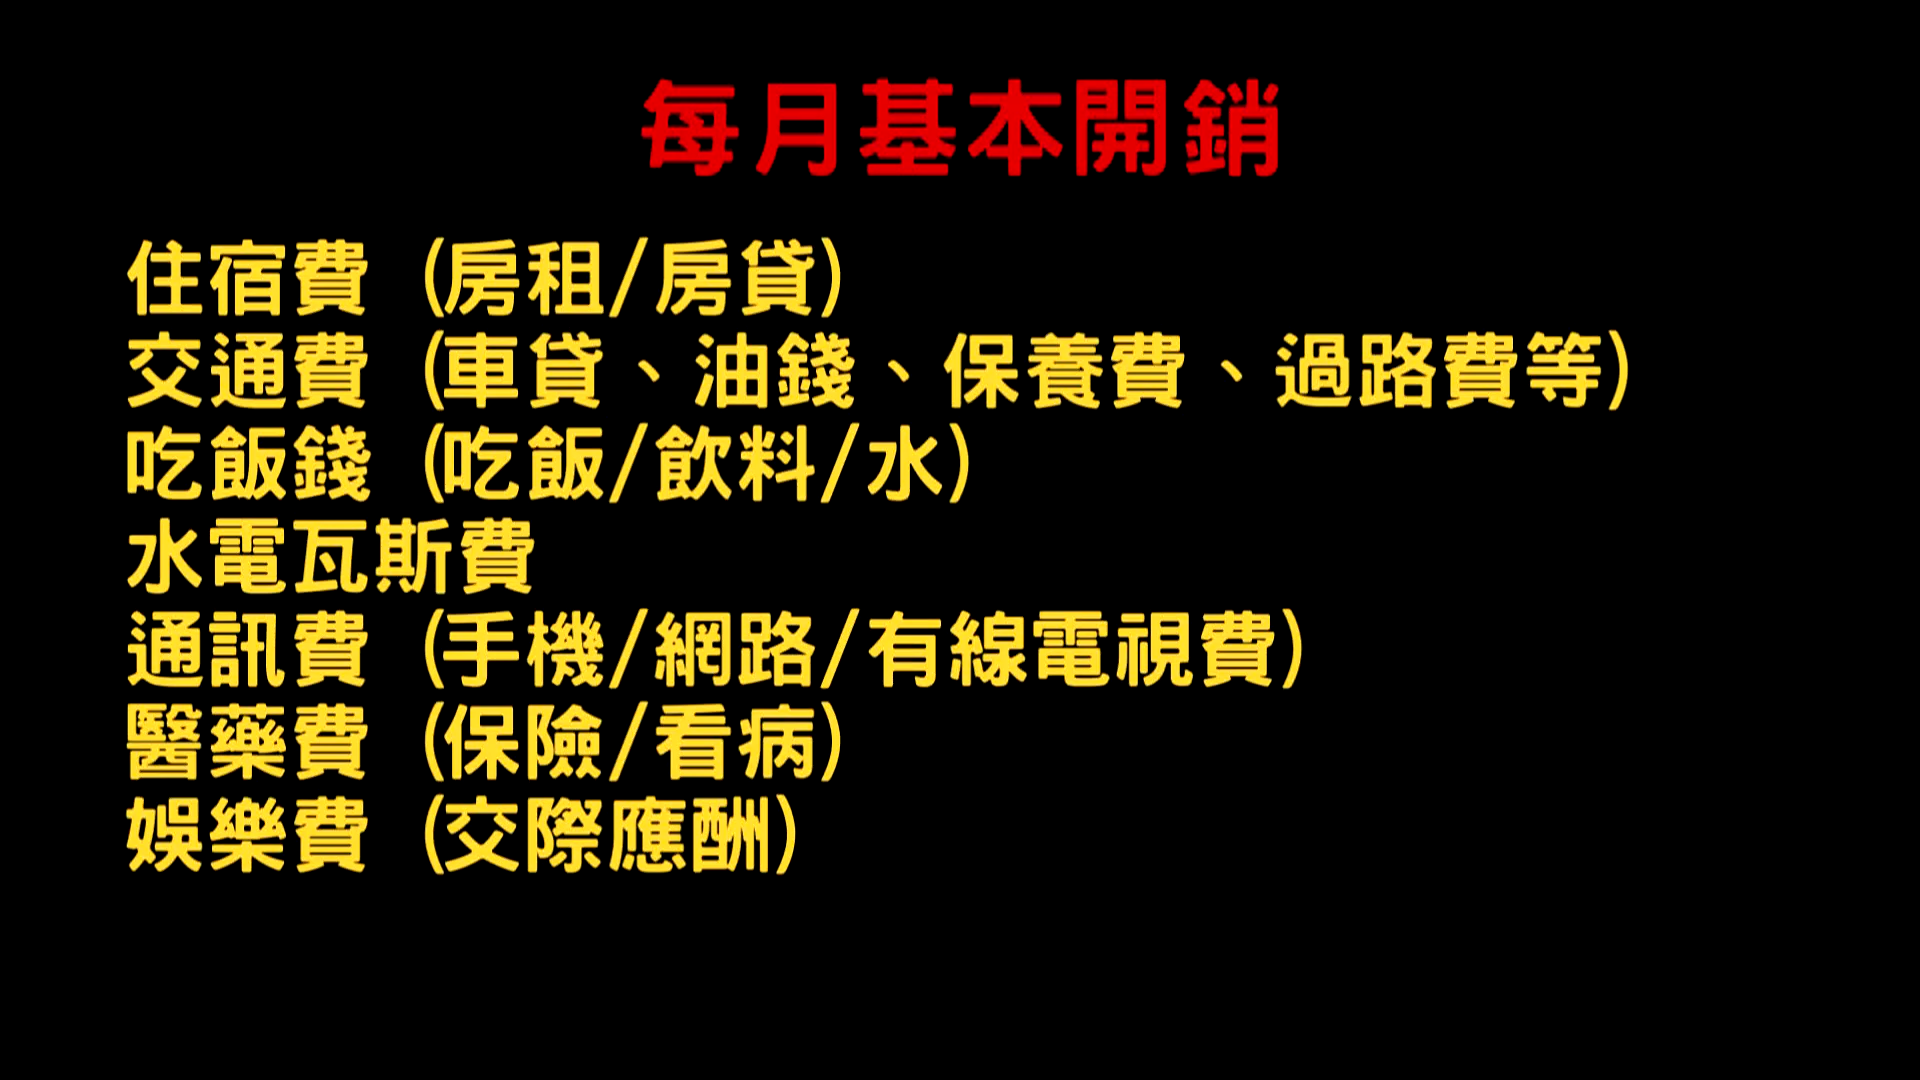 每月基本開銷
住宿費 (房租/房貸)
交通費 (車貸、油錢、保養費、過路費等)
吃飯錢 (吃飯/飲料/水)
水電瓦斯費
通訊費 (手機/網路/有線電視費)
醫藥費 (保險/看病)
娛樂費 (交際應酬)